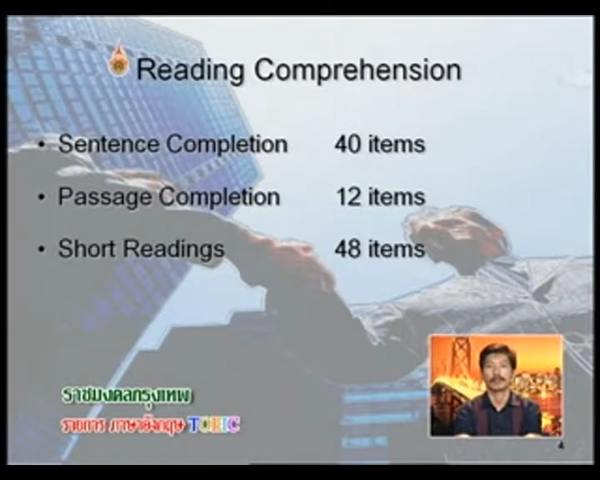 Reading Comprehension
• Sentence Completion 40 items
• Passage Completion 12 items
• Short Readings 48 items
ราชมงคลกรุงเทพ
รายการ ภาษาอังกฤษ TOEIC
4